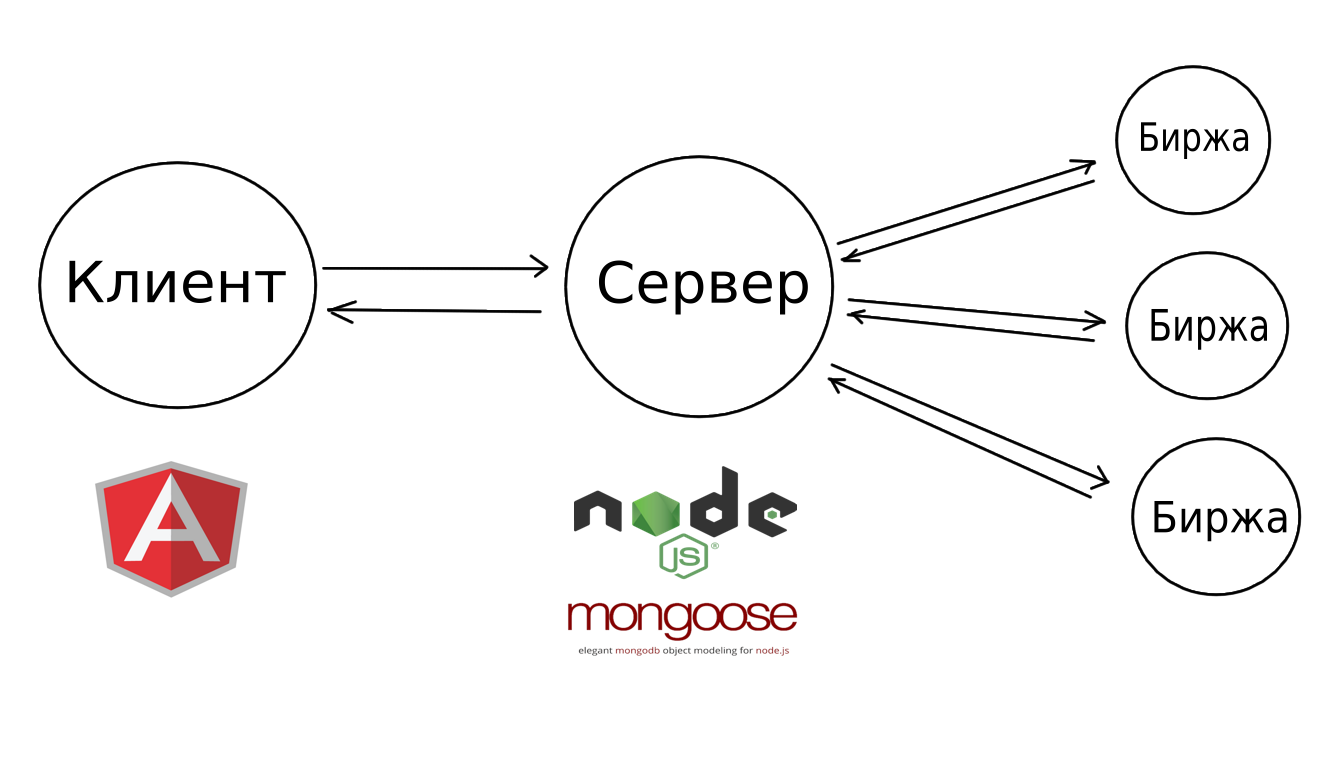 Клиент
Сервер
Биржа
Биржа
Биржа
A
node
JS ®
mongoose
elegant mongodb object modeling for node.js